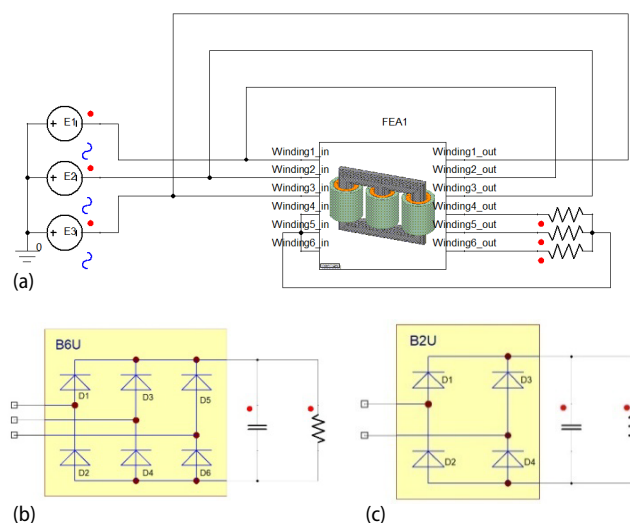 FEA1
E1
E2
E3
0
Winding1_in
Winding2_in
Winding3_in
Winding4_in
Winding5_in
Winding6_in
Winding1_out
Winding2_out
Winding3_out
Winding4_out
Winding5_out
Winding6_out
(a)
B6U
D1
D3
D5
D2
D4
D6
(b)
B2U
D1
D3
D2
D4
(c)